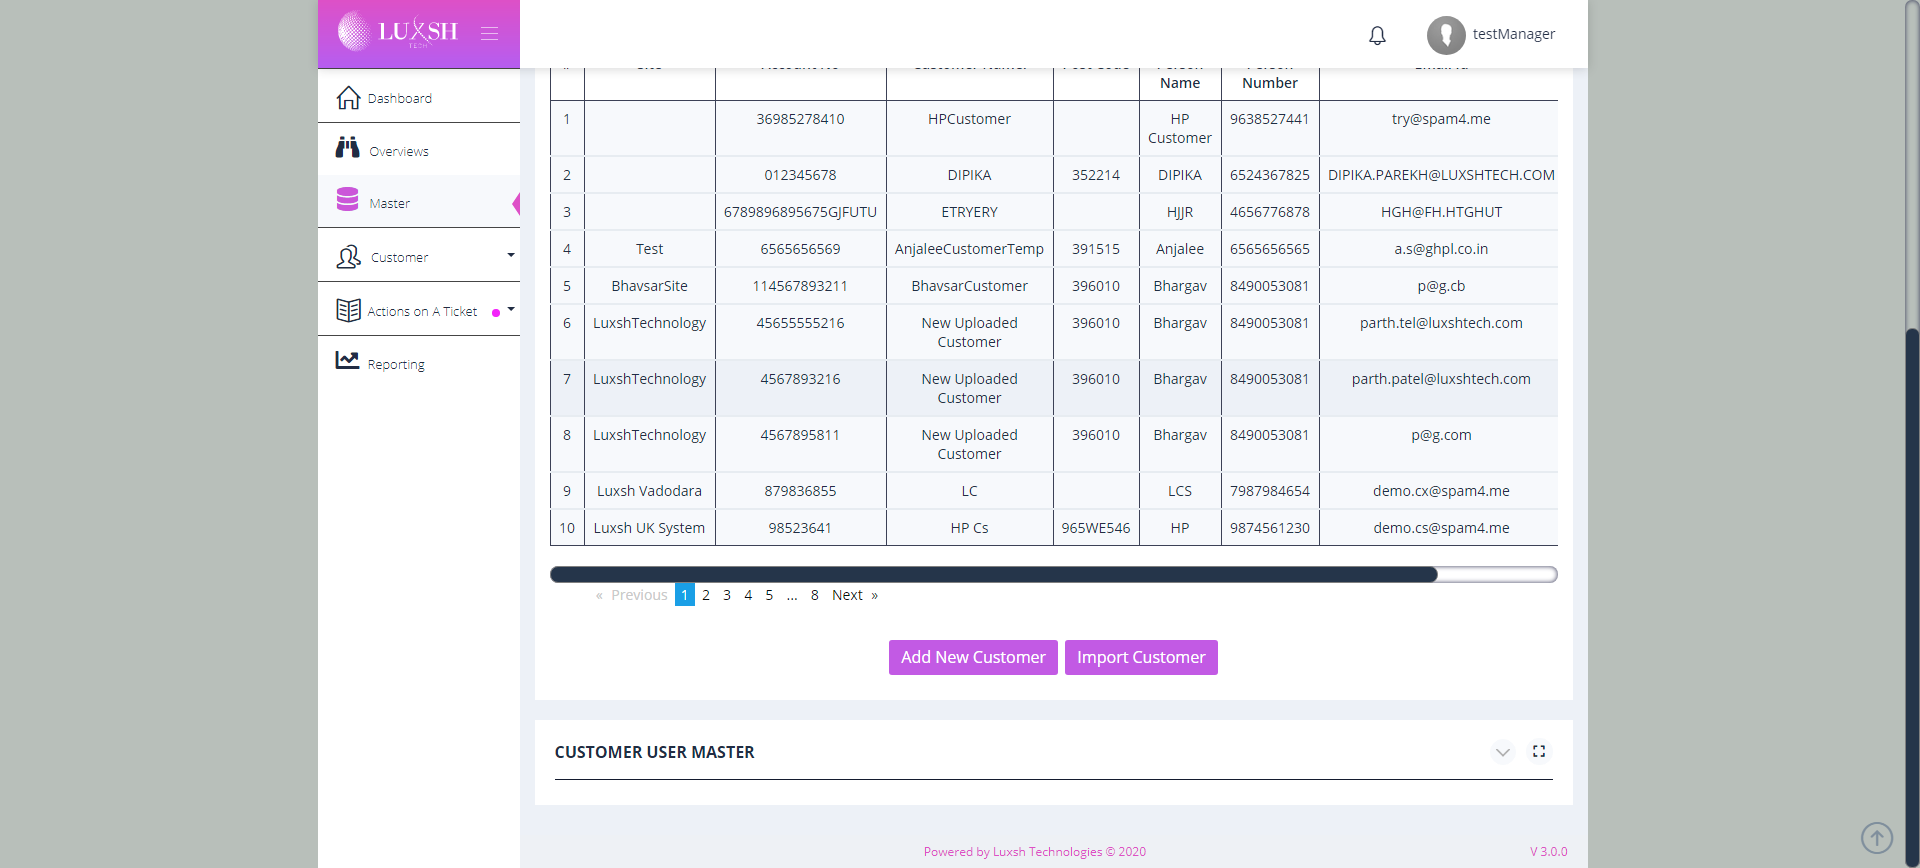 LUXSH
TECH
testManager
Dashboard
Overviews
Master
Customer
Actions on A Ticket
Reporting
Name Number
1 36985278410 HPCustomer HP Customer 9638527441 try@spam4.me
2 012345678 DIPIKA 352214 DIPIKA 6524367825 DIPIKA.PAREKH@LUXSHTECH.COM
3 6789896895675GJFUTU ETRYERY HJJR 4656776878 HGH@FH.HTGHUT
4 Test 6565656569 AnjaleeCustomerTemp 391515 Anjalee 6565656565 a.s@ghpl.co.in
5 BhavsarSite 114567893211 BhavsarCustomer 396010 Bhargav 8490053081 p@g.cb
6 LuxshTechnology 45655555216 New Uploaded Customer 396010 Bhargav 8490053081 parth.tel@luxshtech.com
7 LuxshTechnology 4567893216 New Uploaded Customer 396010 Bhargav 8490053081 parth.patel@luxshtech.com
8 LuxshTechnology 4567895811 New Uploaded Customer 396010 Bhargav 8490053081 p@g.com
9 Luxsh Vadodara 879836855 LC LCS 7987984654 demo.cx@spam4.me
10 Luxsh UK System 98523641 HP Cs 965WE546 HP 9874561230 demo.cs@spam4.me
« Previous 1 2 3 4 5 ... 8 Next »
Add New Customer Import Customer
CUSTOMER USER MASTER
Powered by Luxsh Technologies © 2020
V 3.0.0